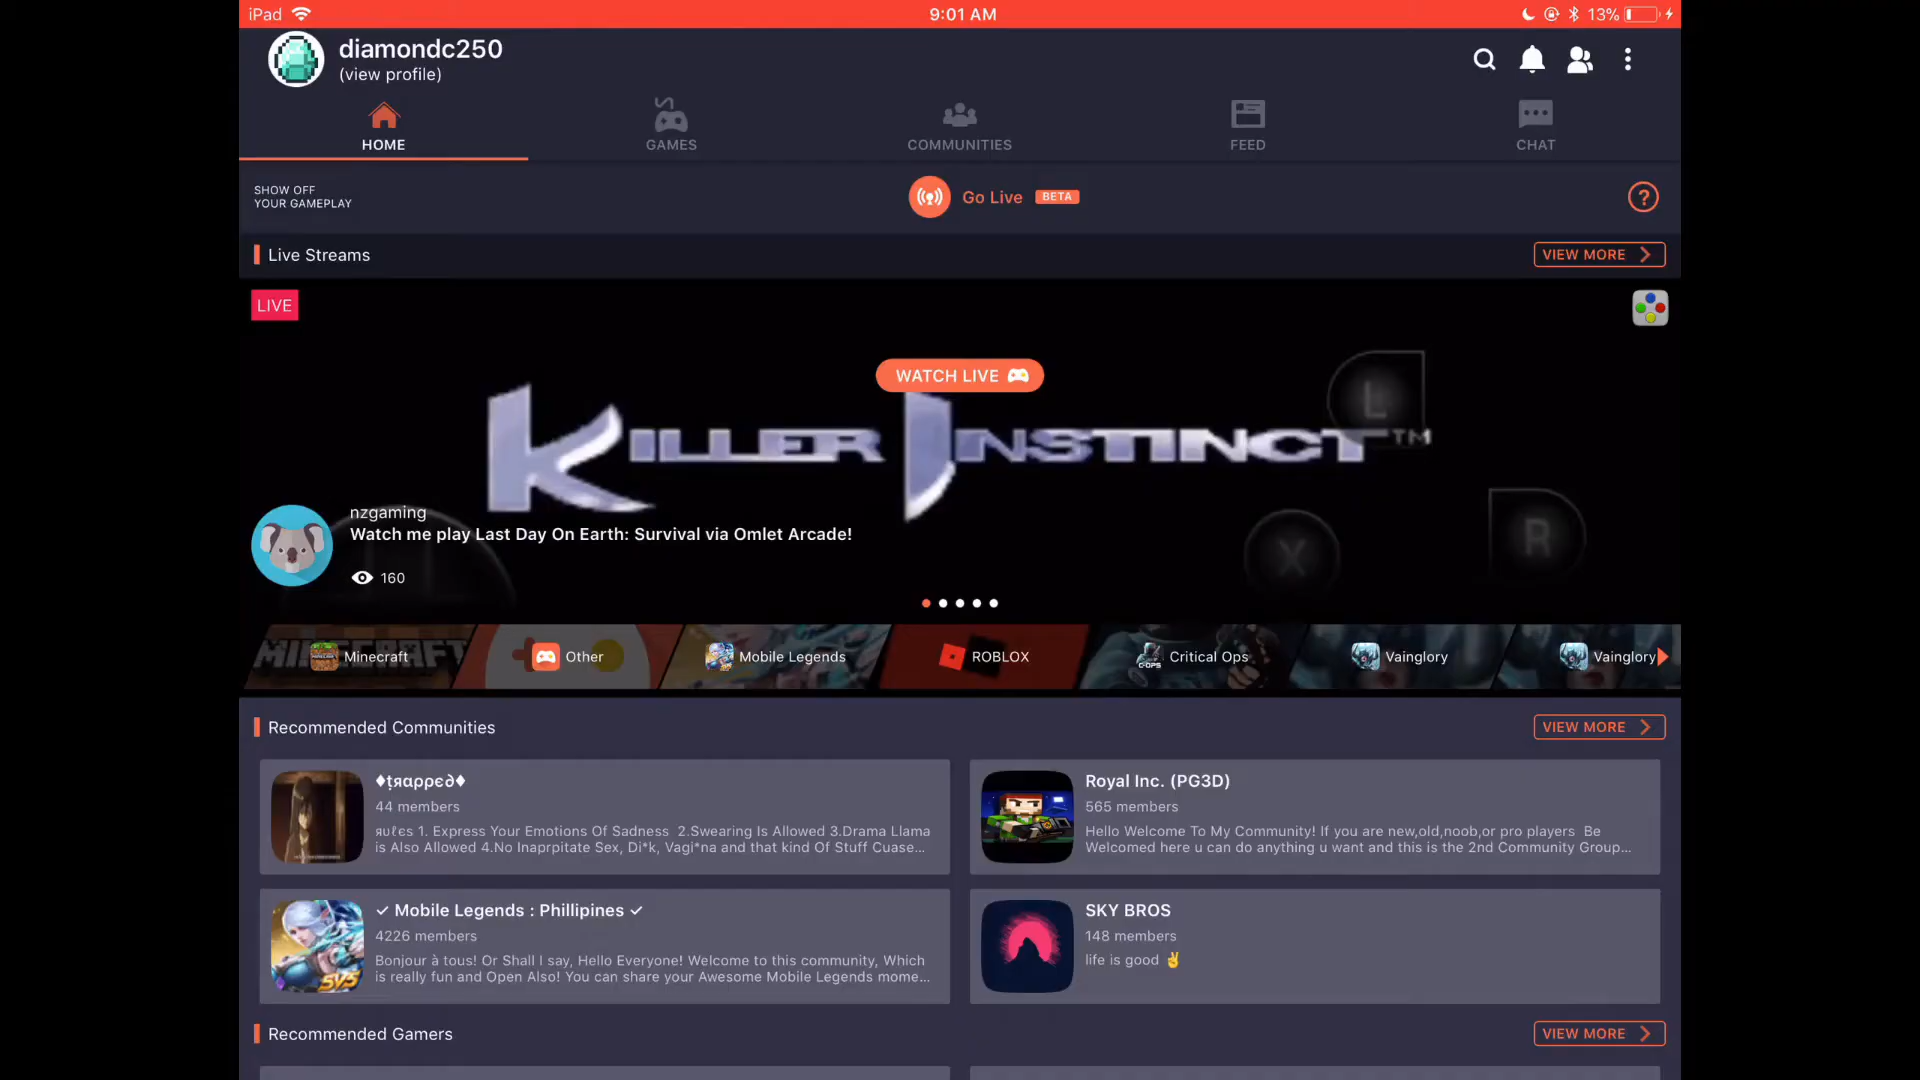 iPad 9:01 AM 13%
diamondc250
(view profile)
HOME GAMES COMMUNITIES FEED CHAT
SHOW OFF
YOUR GAMEPLAY
Go Live BETA ?
Live Streams VIEW MORE
LIVE
WATCH LIVE
L
KILLER INSTINCT™
nzgaming
Watch me play Last Day On Earth: Survival via Omlet Arcade!
X R
160
Minecraft Other Mobile Legends ROBLOX Critical Ops Vainglory Vainglory
Recommended Communities VIEW MORE
♦țяαρρє∂♦
44 members
яυℓєs 1. Express Your Emotions Of Sadness 2.Swearing Is Allowed 3.Drama Llama
is Also Allowed 4.No Inaprpitate Sex, Di*k, Vagi*na and that kind Of Stuff Cuase...
Royal Inc. (PG3D)
565 members
Hello Welcome To My Community! If you are new,old,noob,or pro players Be
Welcomed here u can do anything u want and this is the 2nd Community Group...
✓ Mobile Legends : Phillipines ✓
4226 members
Bonjour à tous! Or Shall I say, Hello Everyone! Welcome to this community, Which
is really fun and Open Also! You can share your Awesome Mobile Legends mome...
5V5
SKY BROS
148 members
life is good ✌
Recommended Gamers VIEW MORE